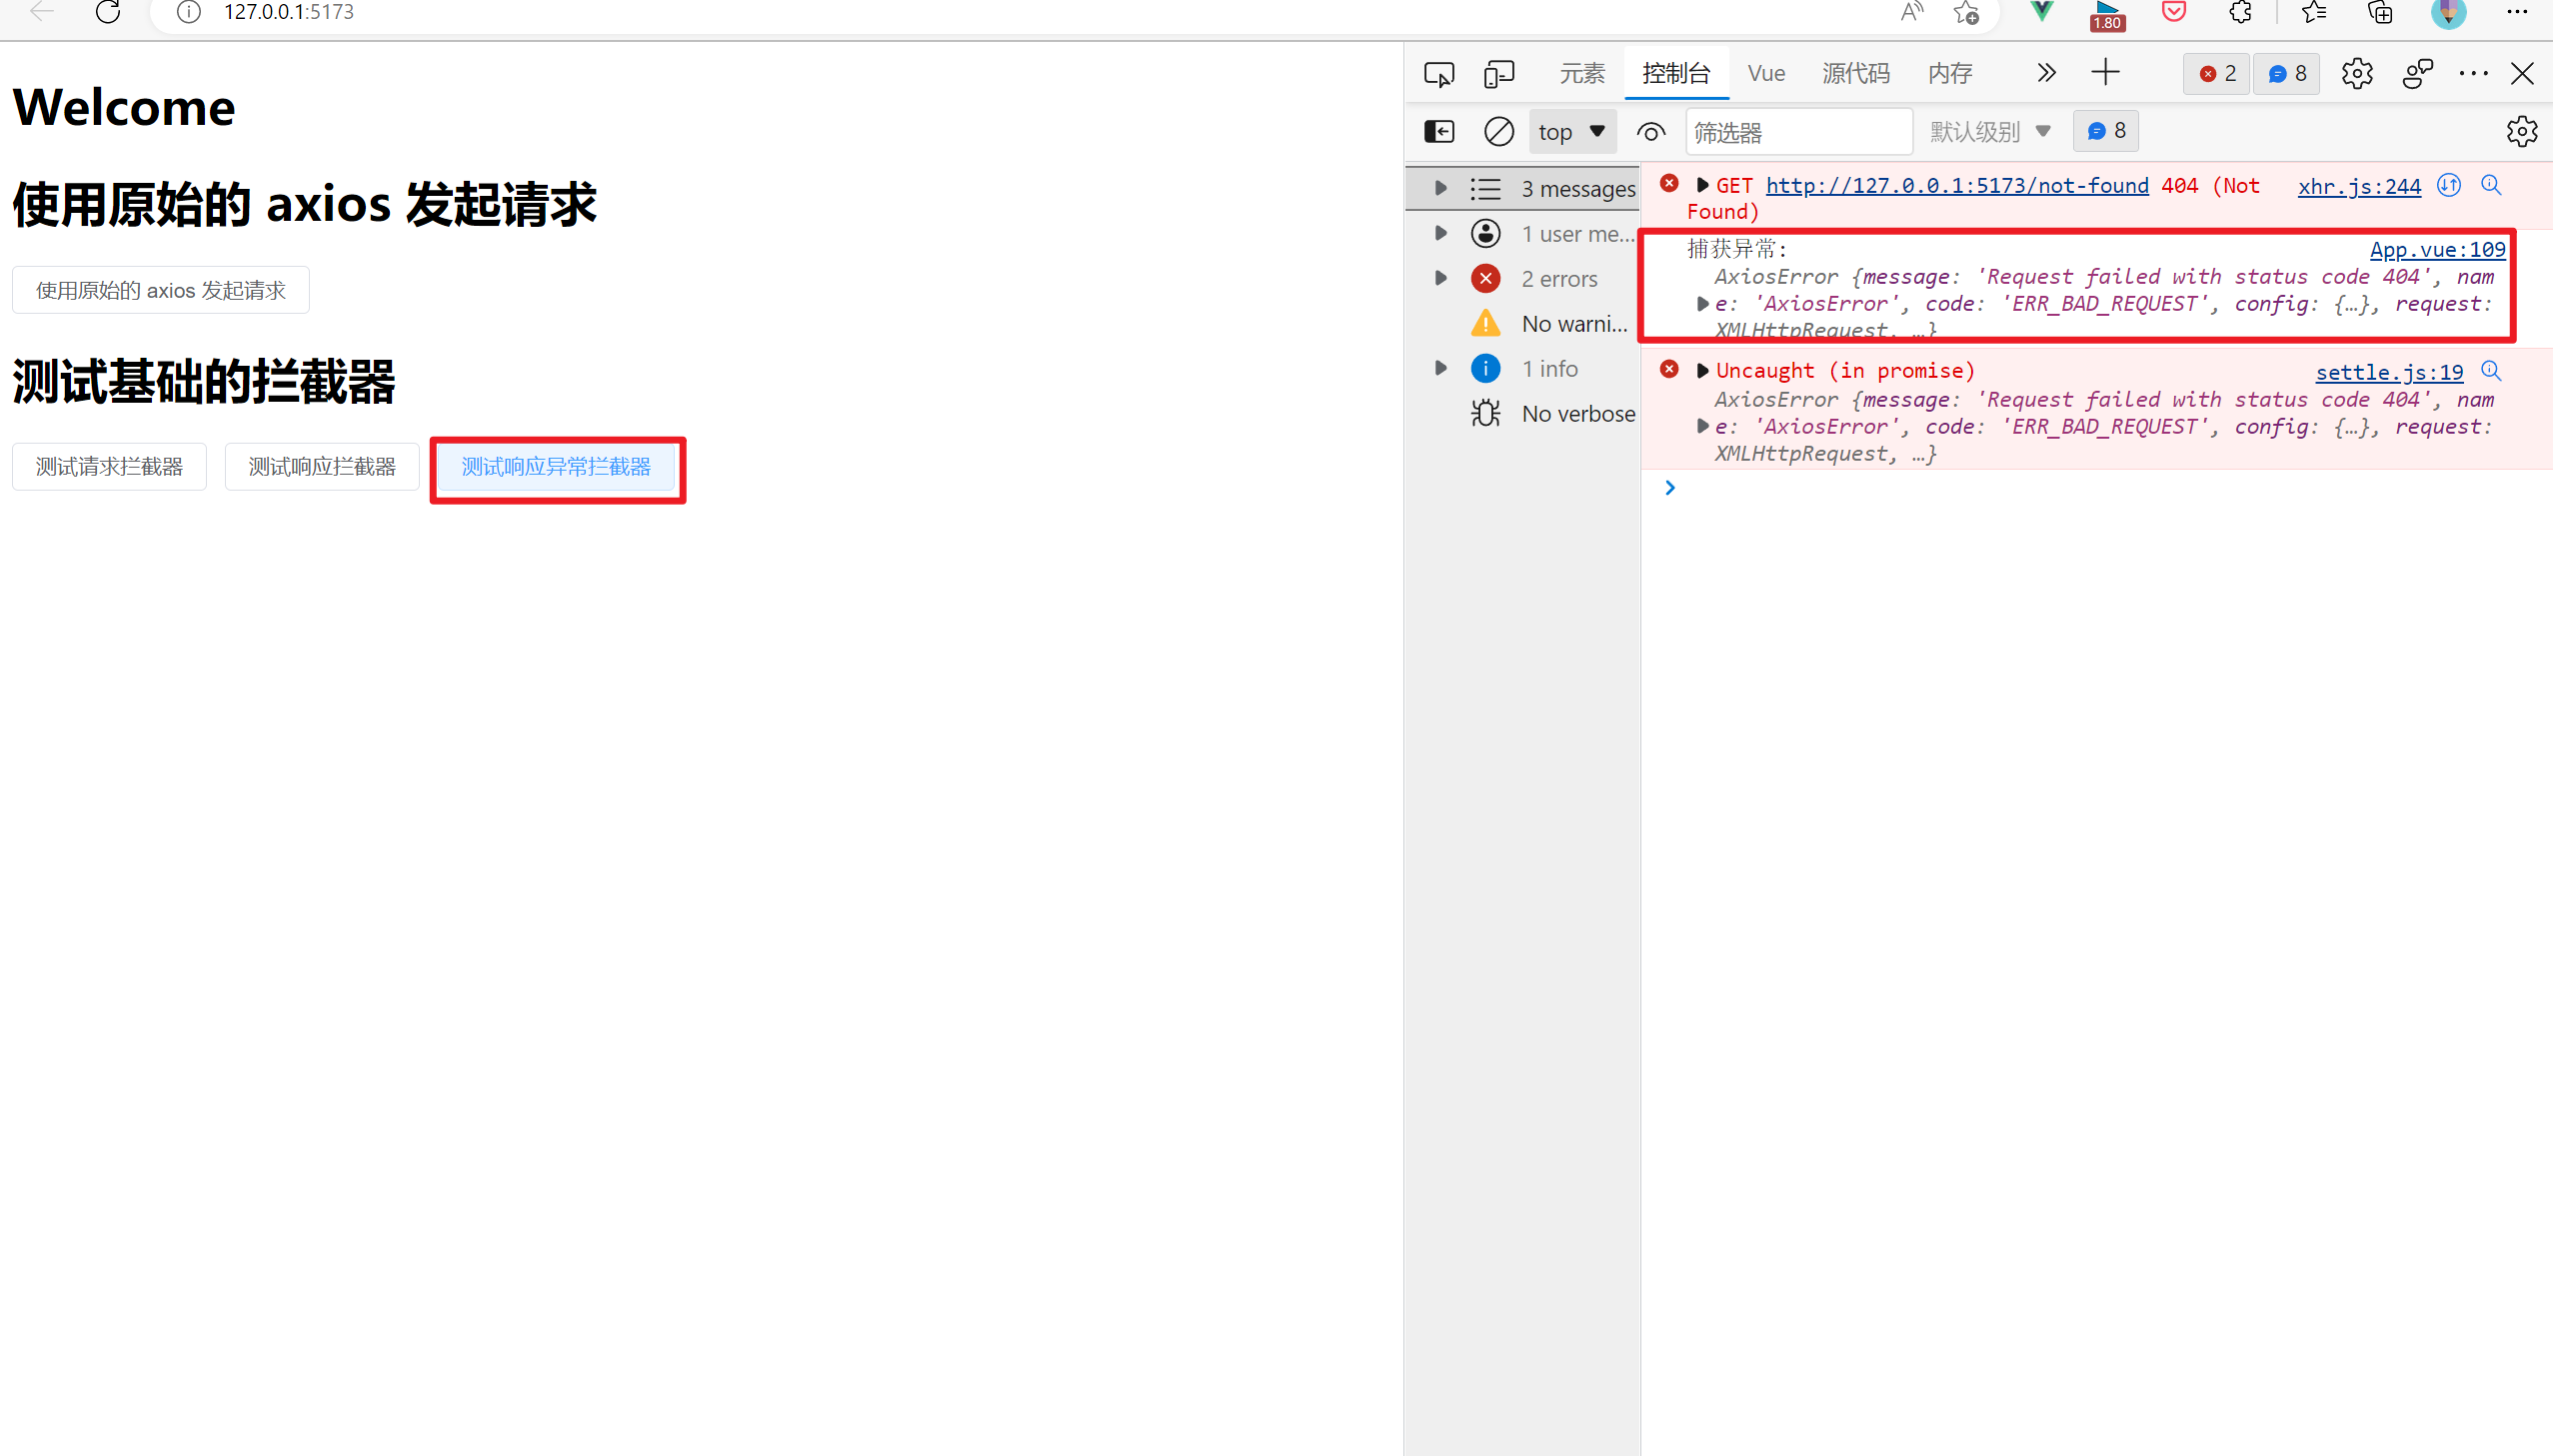 127.0.0.1:5173
1.80
Welcome
使用原始的 axios 发起请求
使用原始的 axios 发起请求
测试基础的拦截器
测试请求拦截器
测试响应拦截器
测试响应异常拦截器
元素
控制台
Vue
源代码
内存
2
8
top
筛选器
默认级别
8
3 messages
1 user me...
2 errors
No warni...
1 info
No verbose
GET http://127.0.0.1:5173/not-found 404 (Not xhr.js:244
Found)
捕获异常: App.vue:109
AxiosError {message: 'Request failed with status code 404', nam
e: 'AxiosError', code: 'ERR_BAD_REQUEST', config: {…}, request:
XMLHttpRequest, …}
Uncaught (in promise) settle.js:19
AxiosError {message: 'Request failed with status code 404', nam
e: 'AxiosError', code: 'ERR_BAD_REQUEST', config: {…}, request:
XMLHttpRequest, …}